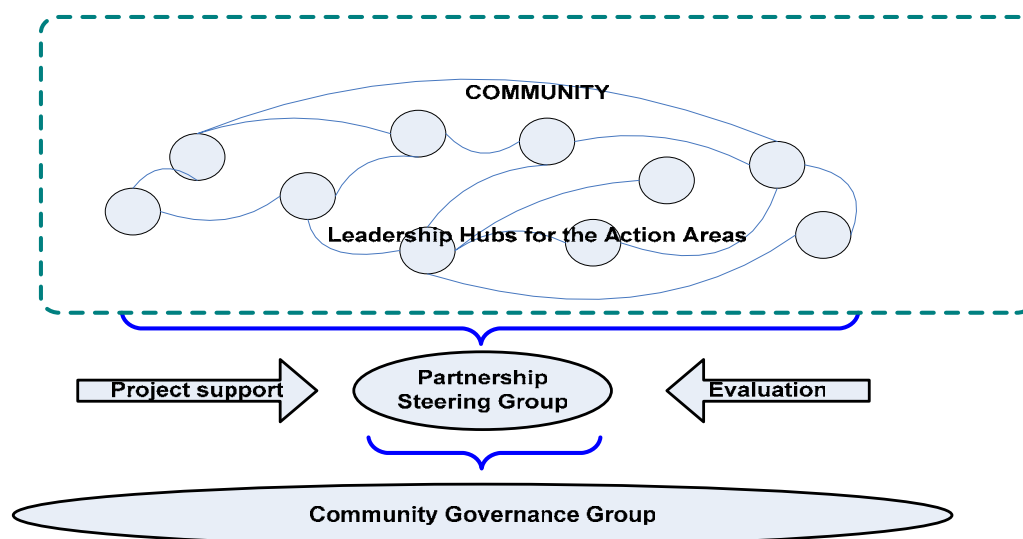 COMMUNITY
Leadership Hubs for the Action Areas
Project support
Partnership
Steering Group
Evaluation
Community Governance Group